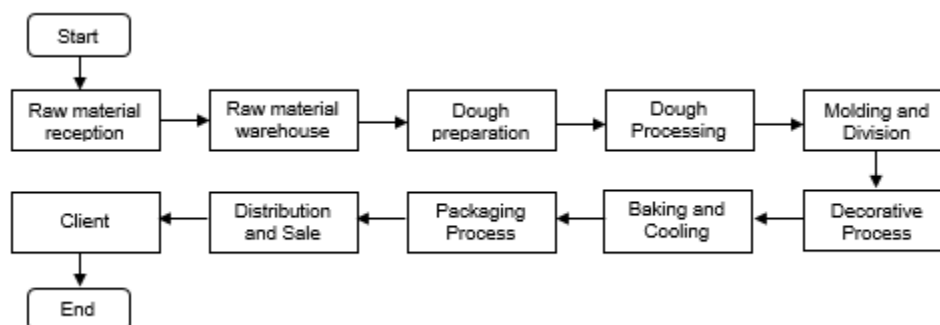 Start
Raw material
reception
Raw material
warehouse
Dough
preparation
Dough
Processing
Molding and
Division
Decorative
Process
Baking and
Cooling
Packaging
Process
Distribution
and Sale
Client
End